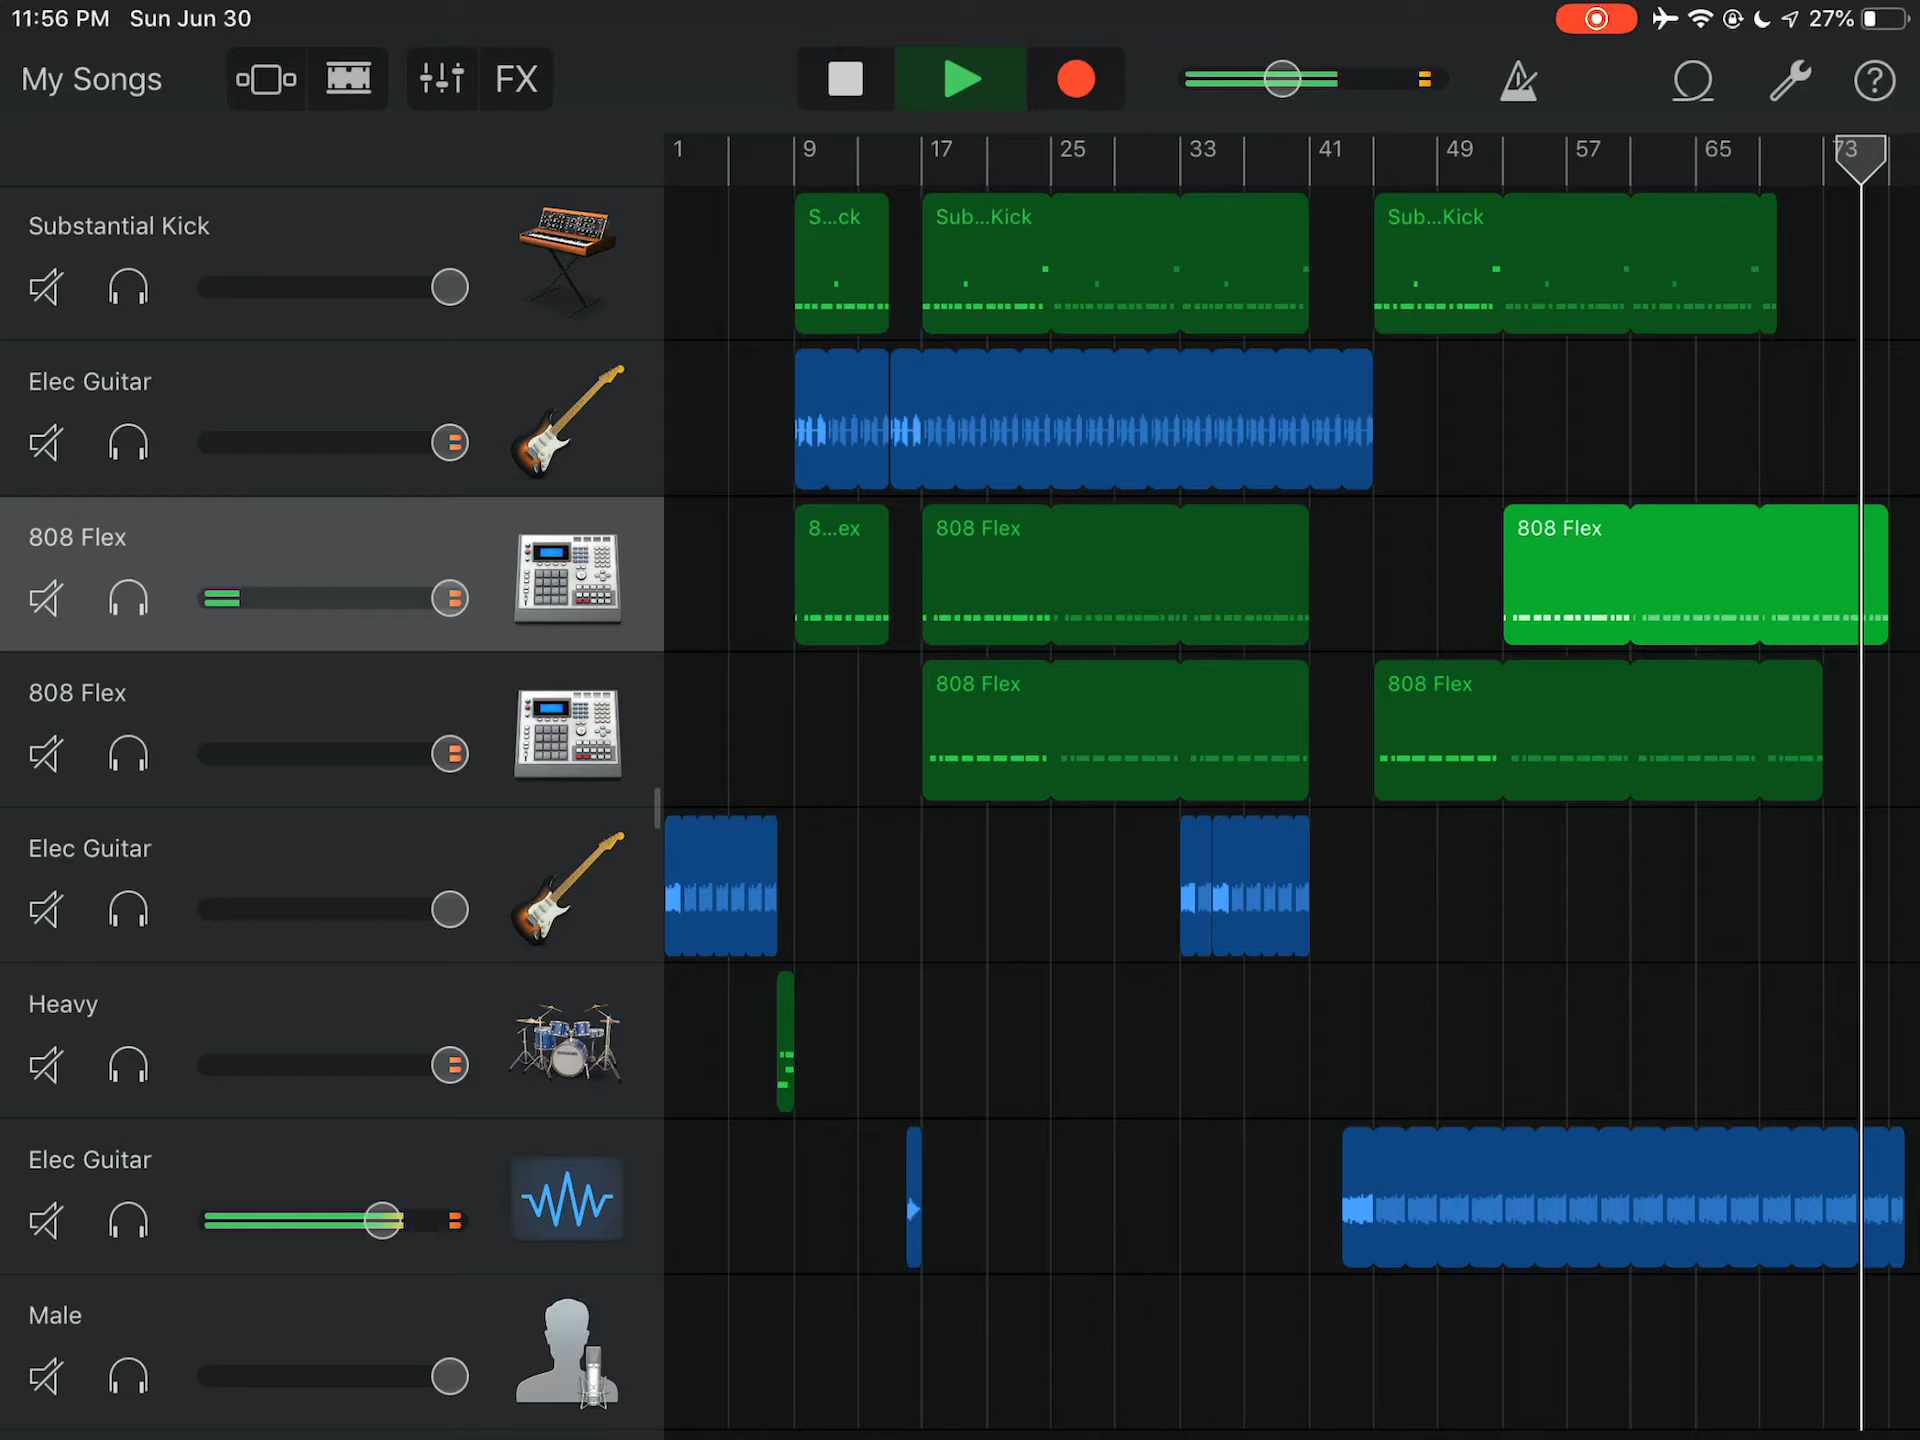 11:56 PM Sun Jun 30
27%
My Songs
FX
1 9 17 25 33 41 49 57 65 73
Substantial Kick
S...ck
Sub...Kick
Sub...Kick
Elec Guitar
808 Flex
8...ex
808 Flex
808 Flex
808 Flex
808 Flex
808 Flex
Elec Guitar
Heavy
Elec Guitar
Male